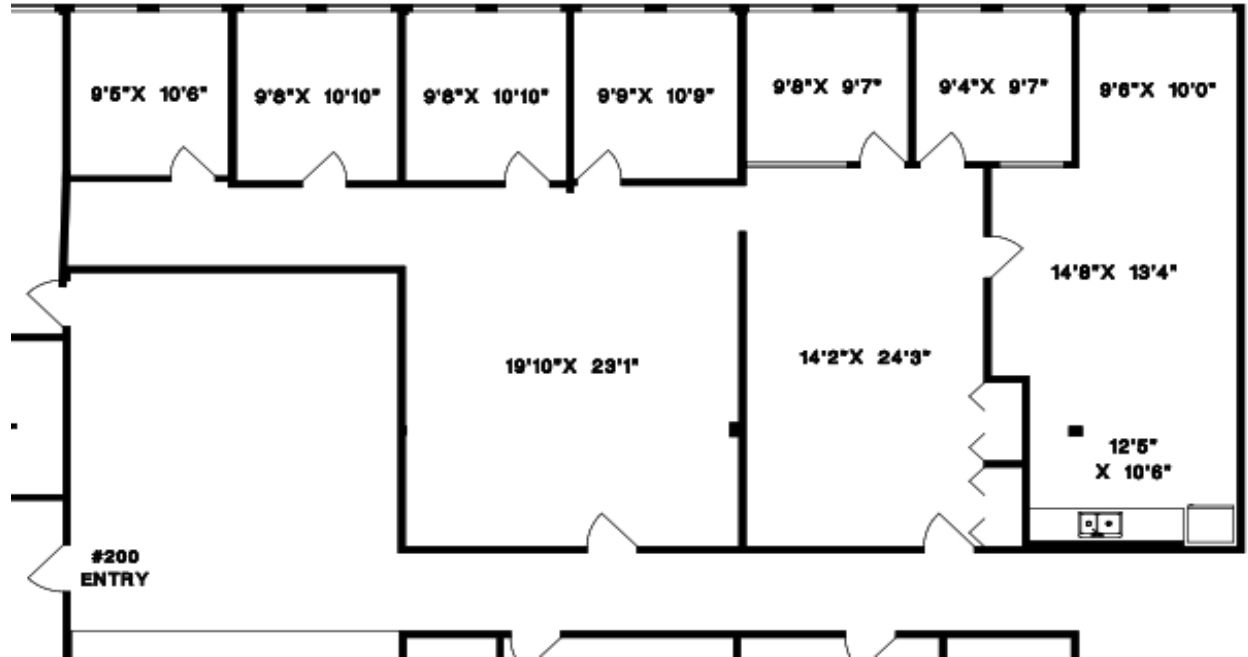 9'5"X 10'6"
9'8"X 10'10"
9'8"X 10'10"
9'9"X 10'9"
9'8"X 9'7"
9'4"X 9'7"
9'6"X 10'0"
14'8"X 13'4"
19'10"X 23'1"
14'2"X 24'3"
12'5"
X 10'6"
#200
ENTRY